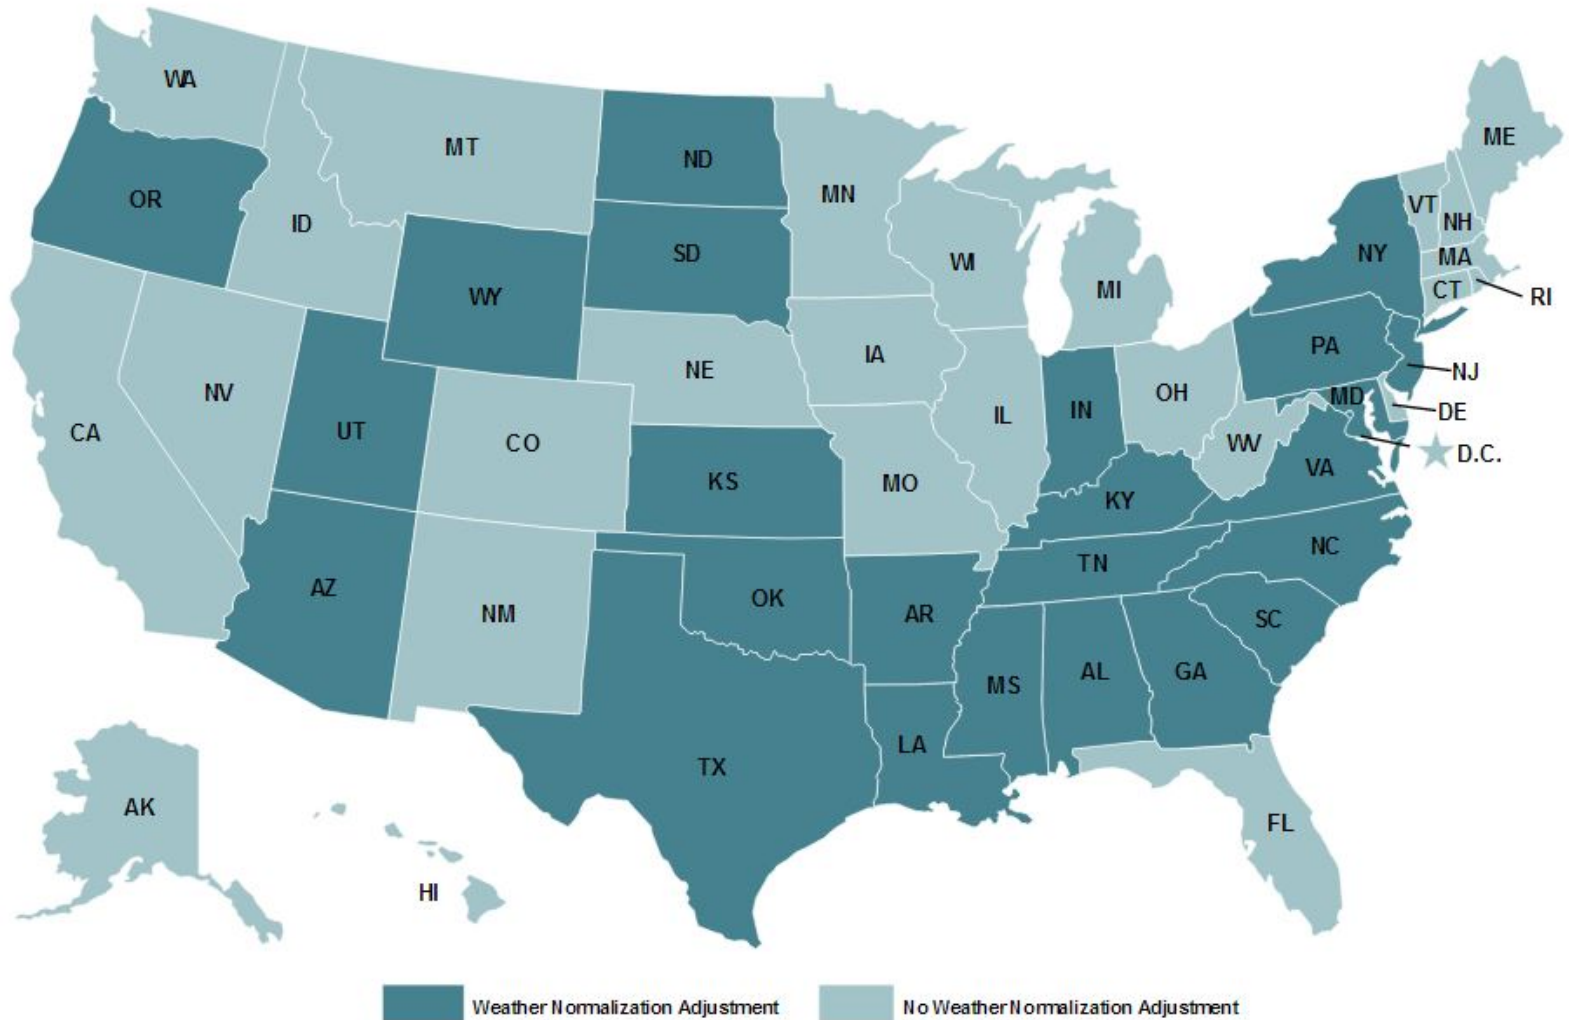 WA
MT
ND
MN
ME
OR
ID
SD
WI
VT
NH
NY
MA
WY
MI
CT
RI
IA
PA
NE
NJ
NV
OH
MD
DE
CA
UT
CO
IL
IN
WV
D.C.
KS
MO
KY
VA
AZ
NM
OK
AR
TN
NC
SC
MS
AL
GA
LA
TX
AK
FL
HI
Weather Normalization Adjustment
No Weather Normalization Adjustment